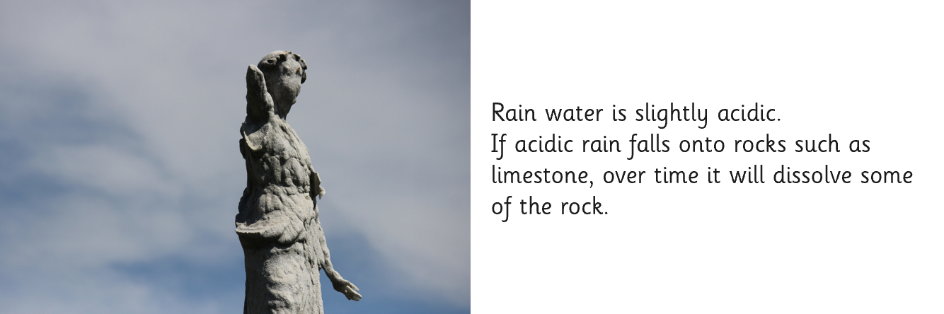 Rain water is slightly acidic.
If acidic rain falls onto rocks such as
limestone, over time it will dissolve some
of the rock.